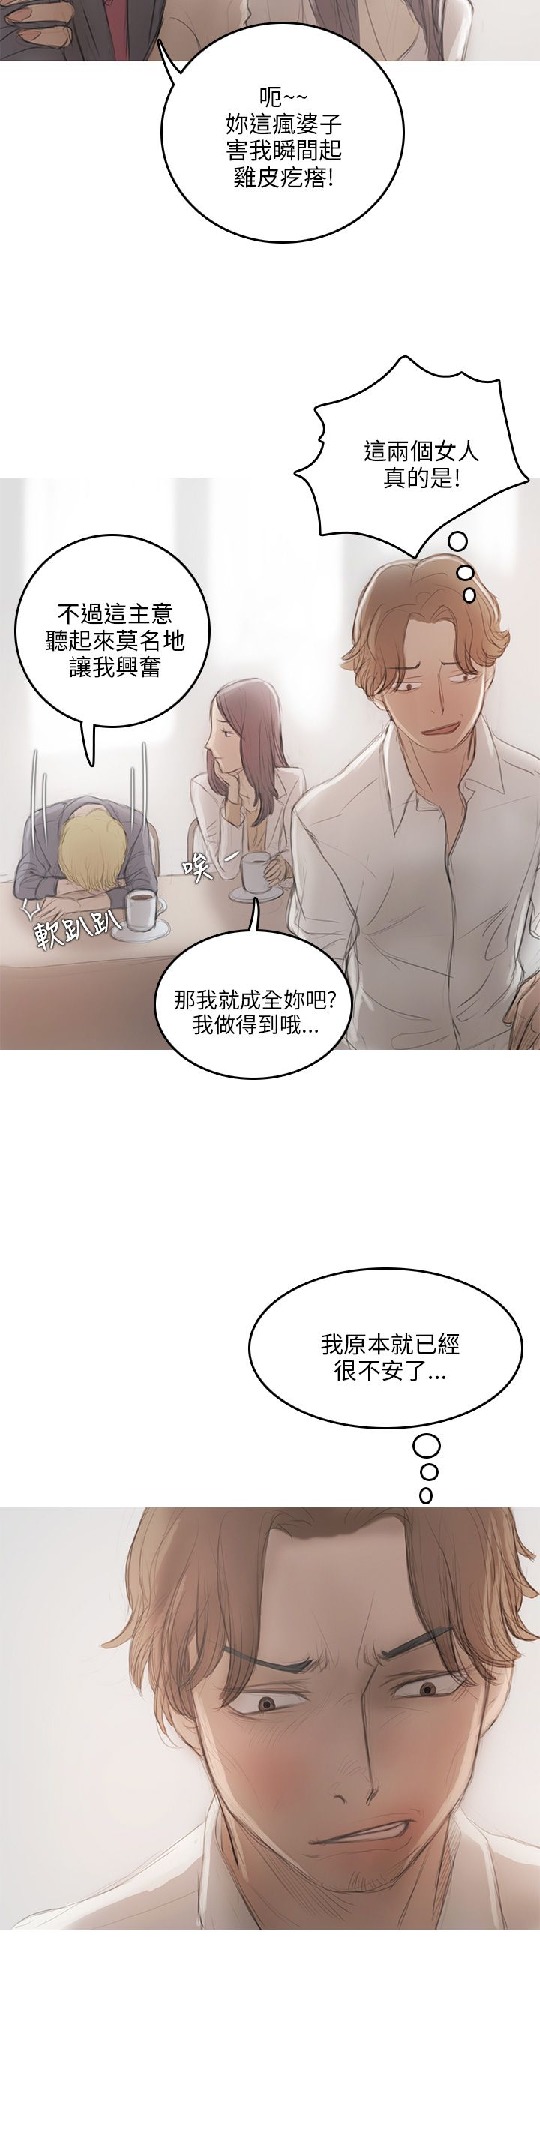 呃~~
妳這瘋婆子
害我瞬間起
雞皮疙瘩!
這兩個女人
真的是!
不過這主意
聽起來莫名地
讓我興奮
唉~
軟趴趴
那我就成全妳吧?
我做得到哦...
我原本就已經
很不安了...